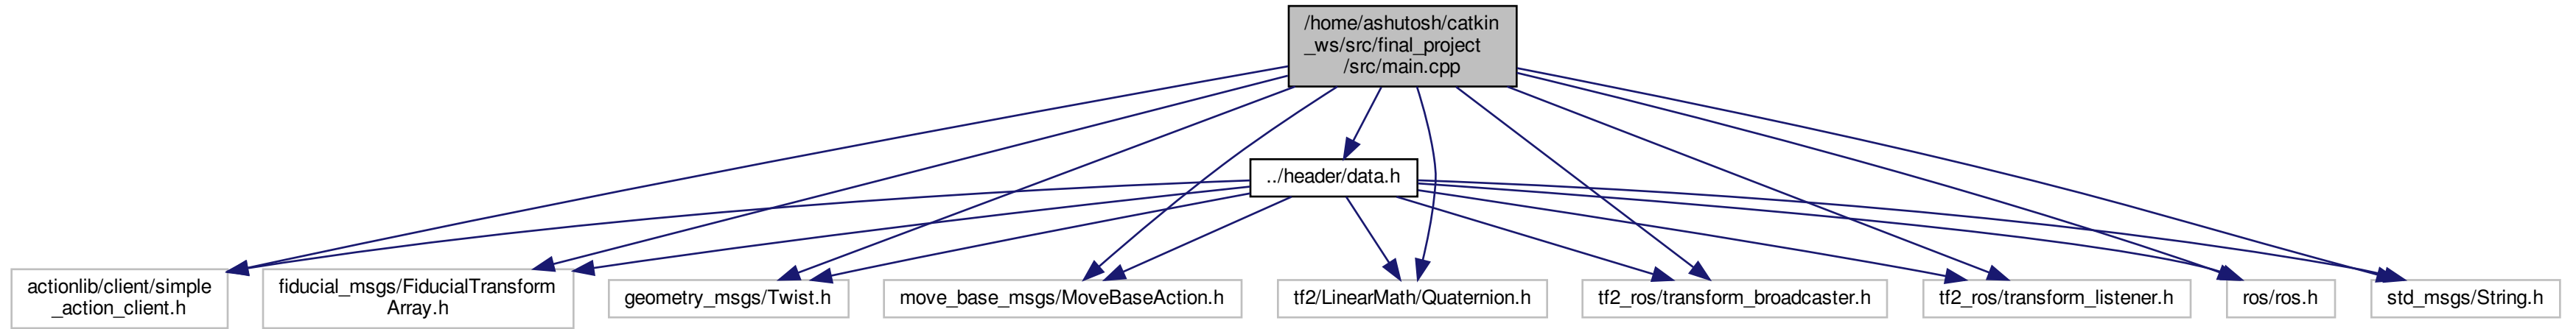 /home/ashutosh/catkin
_ws/src/final_project
/src/main.cpp
../header/data.h
actionlib/client/simple
_action_client.h
fiducial_msgs/FiducialTransform
Array.h
geometry_msgs/Twist.h
move_base_msgs/MoveBaseAction.h
tf2/LinearMath/Quaternion.h
tf2_ros/transform_broadcaster.h
tf2_ros/transform_listener.h
ros/ros.h
std_msgs/String.h